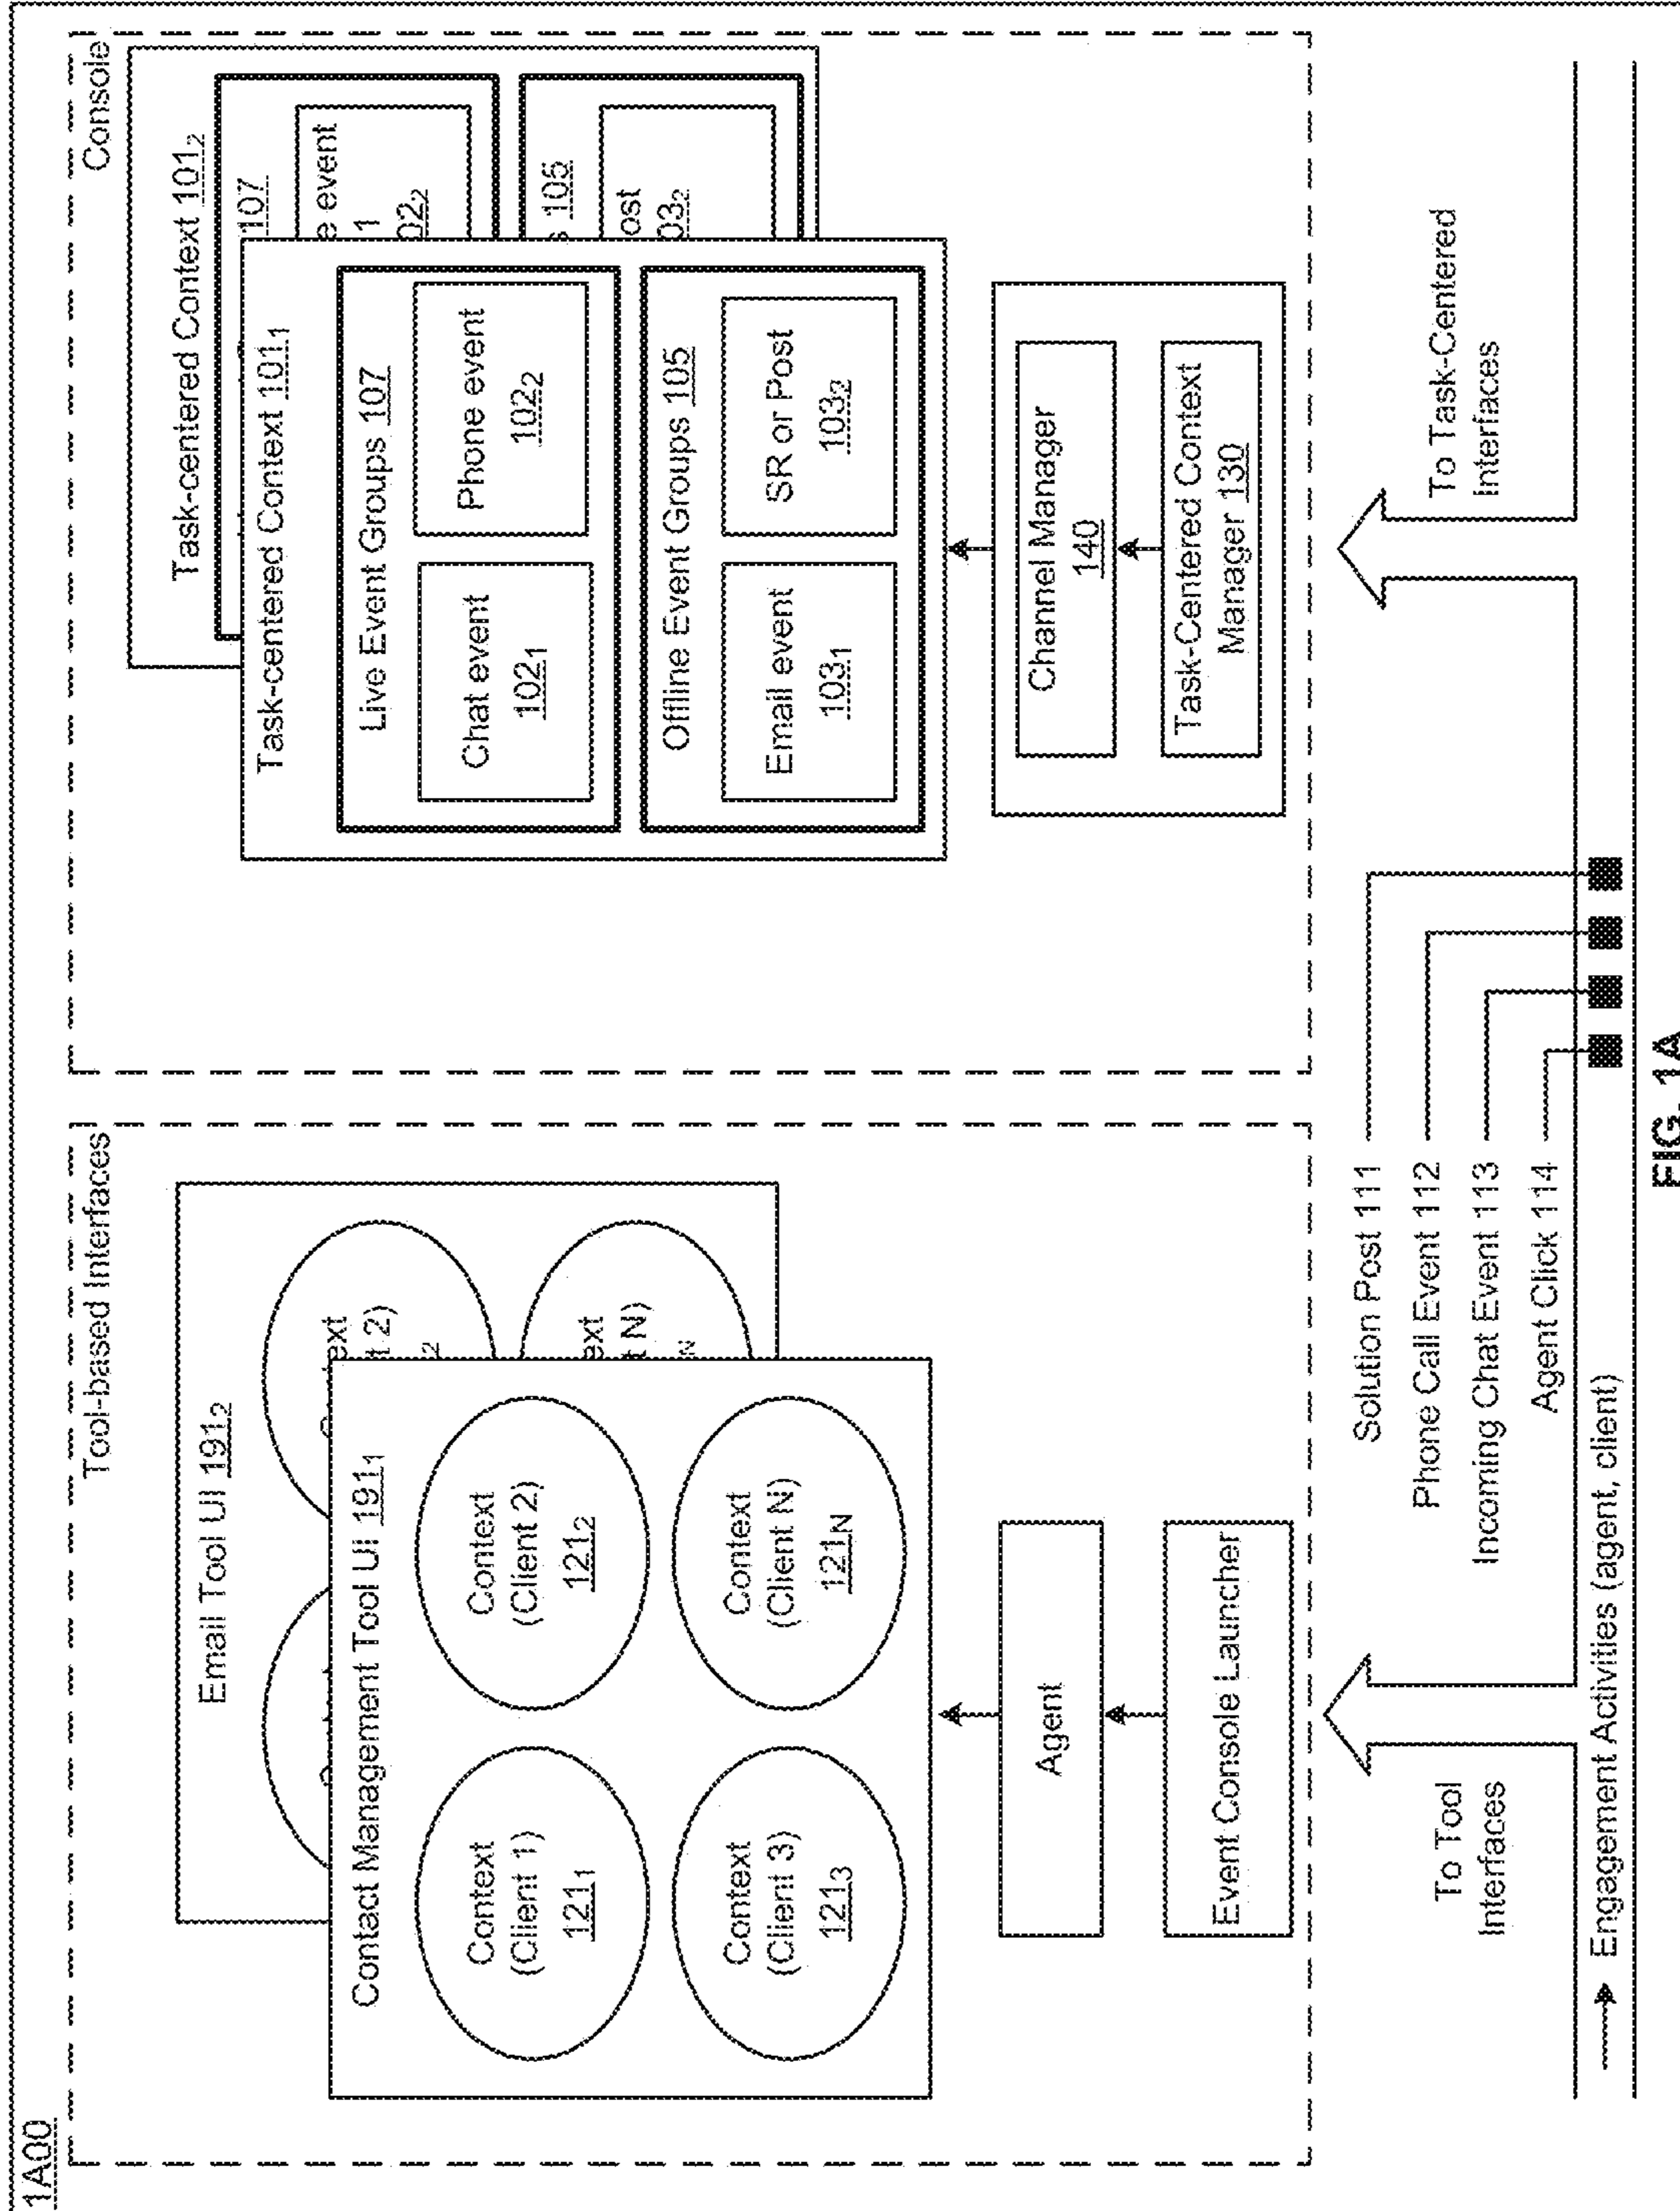 1A00
Tool-based Interfaces
Email Tool UI 191₂
Contact Management Tool UI 191₁
Context
(Client 1)
121₁
Context
(Client 2)
121₂
Context
(Client 3)
121₃
Context
(Client N)
121N
Agent
Event Console Launcher
Console
Task-centered Context 101₂
107
105
Task-centered Context 101₁
Live Event Groups 107
Chat event
102₁
Phone event
102₂
Offline Event Groups 105
Email event
103₁
SR or Post
103₂
Channel Manager
140
Task-Centered Context
Manager 130
To Tool
Interfaces
Solution Post 111
Phone Call Event 112
Incoming Chat Event 113
Agent Click 114
To Task-Centered
Interfaces
Engagement Activities (agent, client)
FIG. 1A